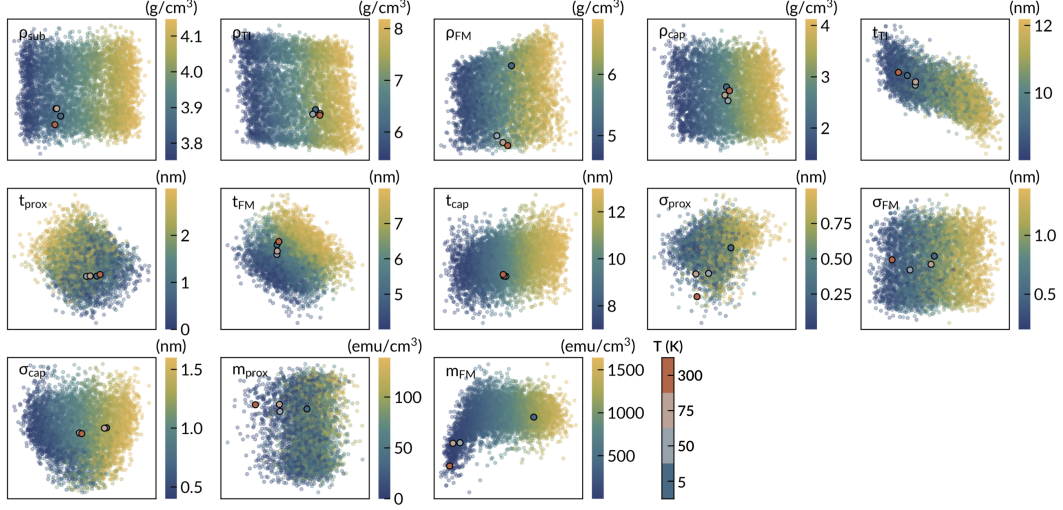 (g/cm³) (g/cm³) (g/cm³) (nm)
ρsub 4.1 4.0 3.9 3.8
ρTI 8 7 6
ρFM 6 5
ρcap 4 3 2
tTI 12 10
(nm) (nm) (nm) (nm)
tprox 2 1 0
tFM 7 6 5
tcap 12 10 8
σprox 0.75 0.50 0.25
σFM 1.0 0.5
(nm) (emu/cm³) (emu/cm³) T (K)
σcap 1.5 1.0 0.5
mprox 100 50 0
mFM 1500 1000 500
300
75
50
5